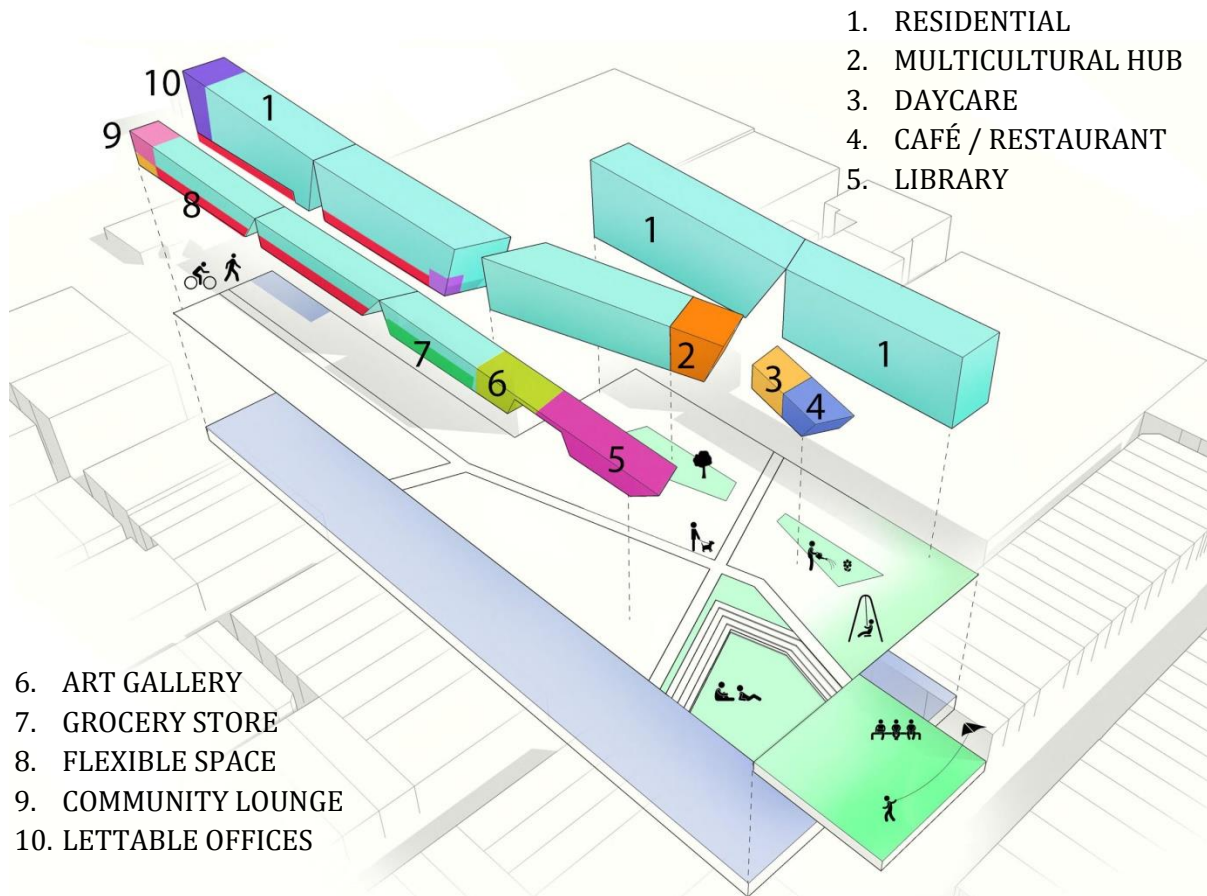 1. RESIDENTIAL
2. MULTICULTURAL HUB
3. DAYCARE
4. CAFÉ / RESTAURANT
5. LIBRARY
10
1
9
8
1
1
7
6
2
3
4
5
6. ART GALLERY
7. GROCERY STORE
8. FLEXIBLE SPACE
9. COMMUNITY LOUNGE
10. LETTABLE OFFICES